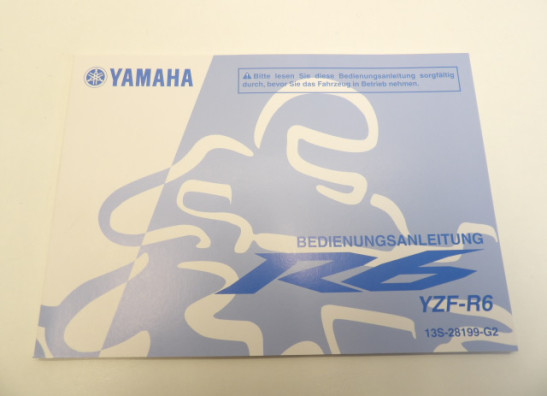 YAMAHA
⚠ Bitte lesen Sie diese Bedienungsanleitung sorgfältig
durch, bevor Sie das Fahrzeug in Betrieb nehmen.
BEDIENUNGSANLEITUNG
R6
YZF-R6
13S-28199-G2